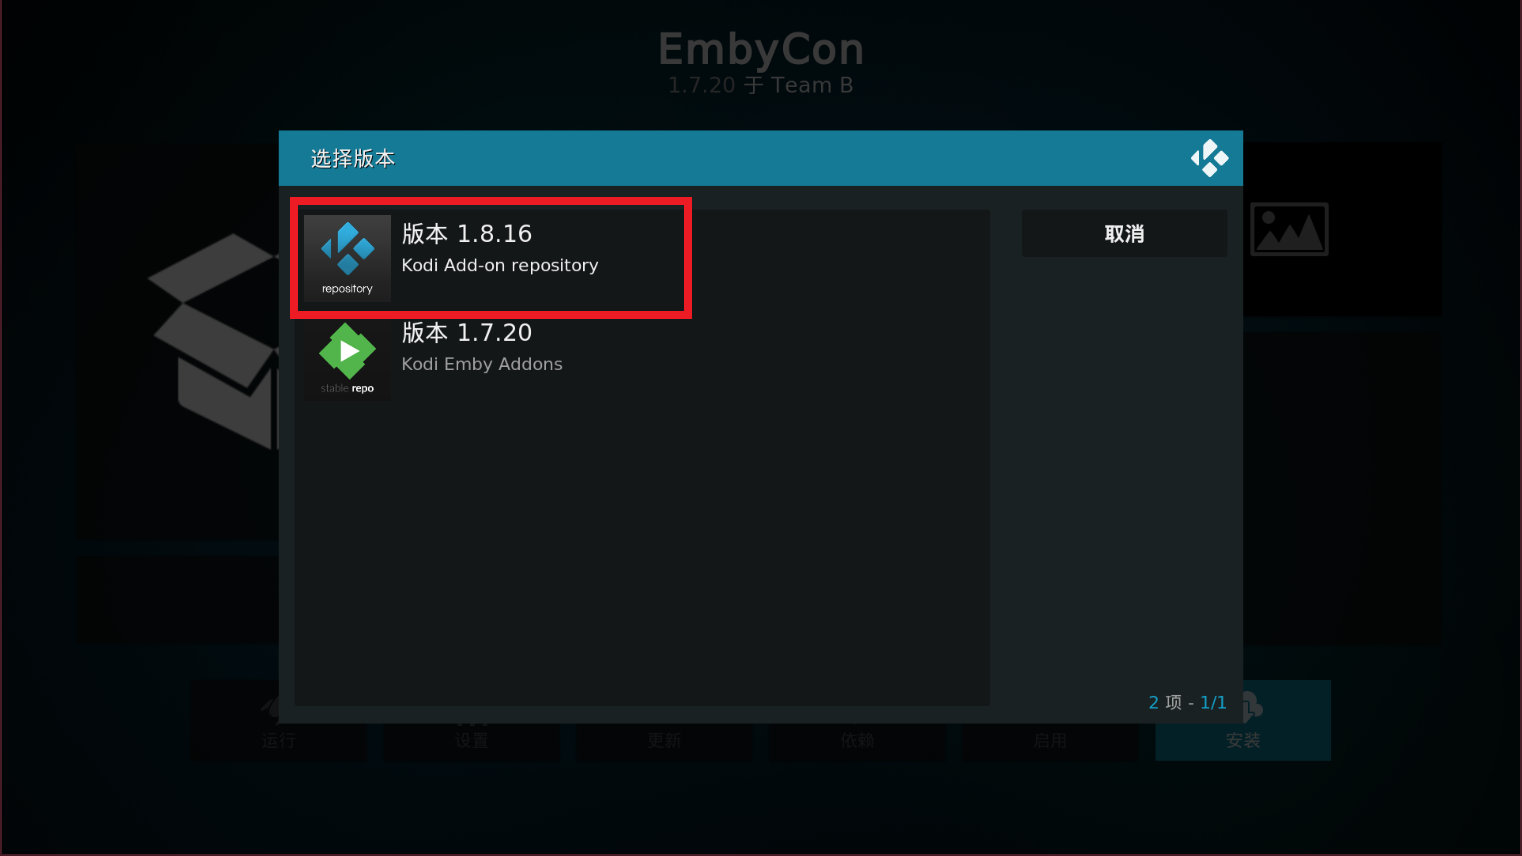 EmbyCon
1.7.20 于 Team B
选择版本
版本 1.8.16
Kodi Add-on repository
repository
取消
版本 1.7.20
Kodi Emby Addons
stable repo
2 项 - 1/1
运行
设置
更新
依赖
启用
安装